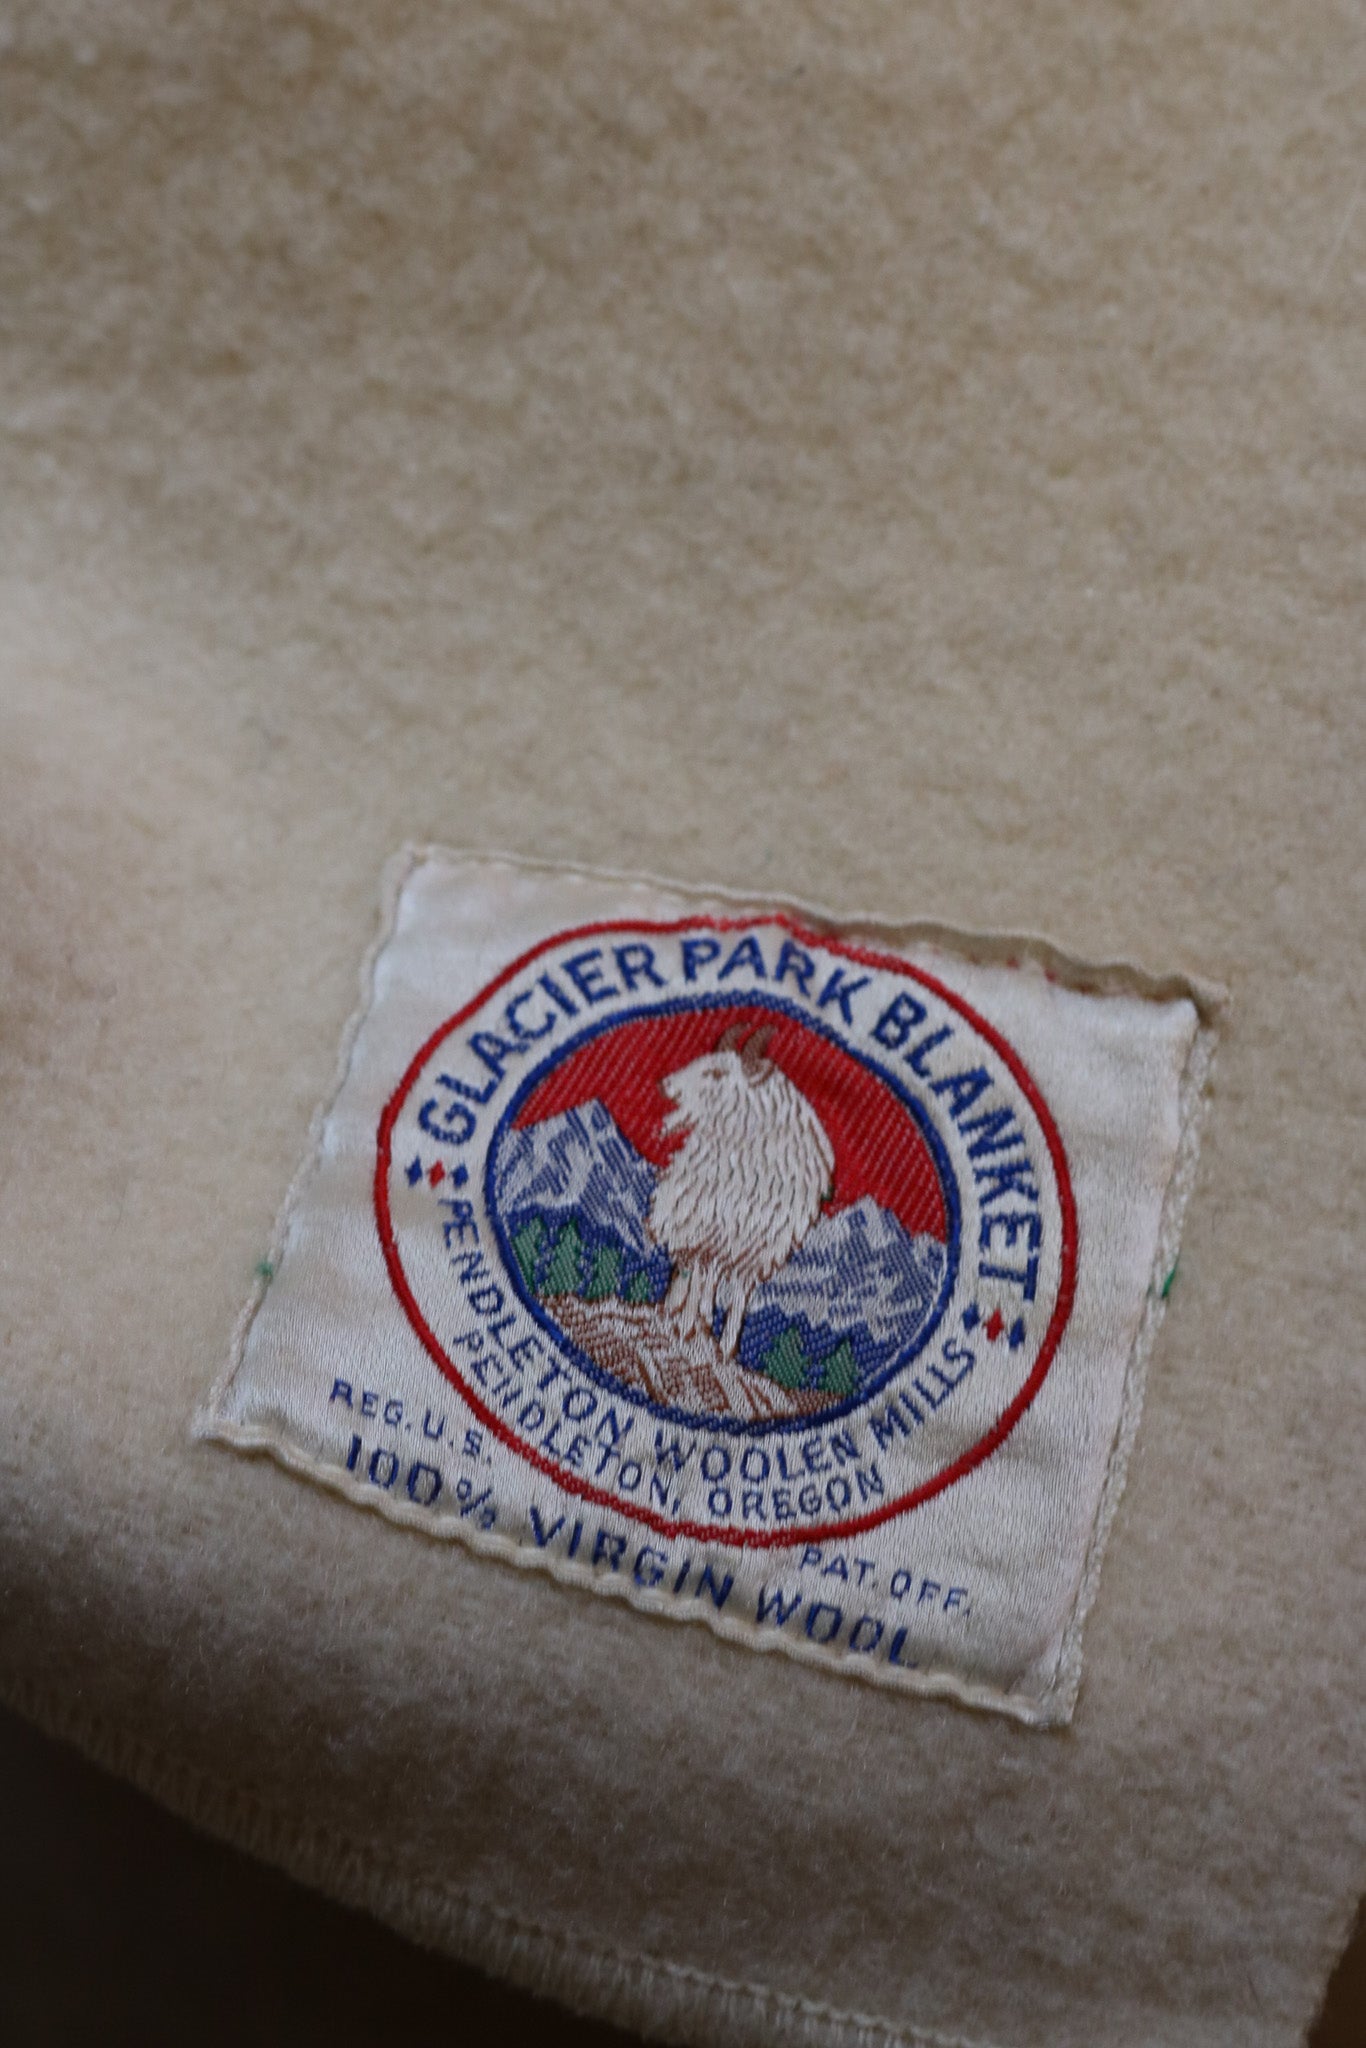 GLACIER PARK BLANKET
PENDLETON WOOLEN MILLS
PENDLETON, OREGON
REG. U.S. PAT. OFF.
100% VIRGIN WOOL